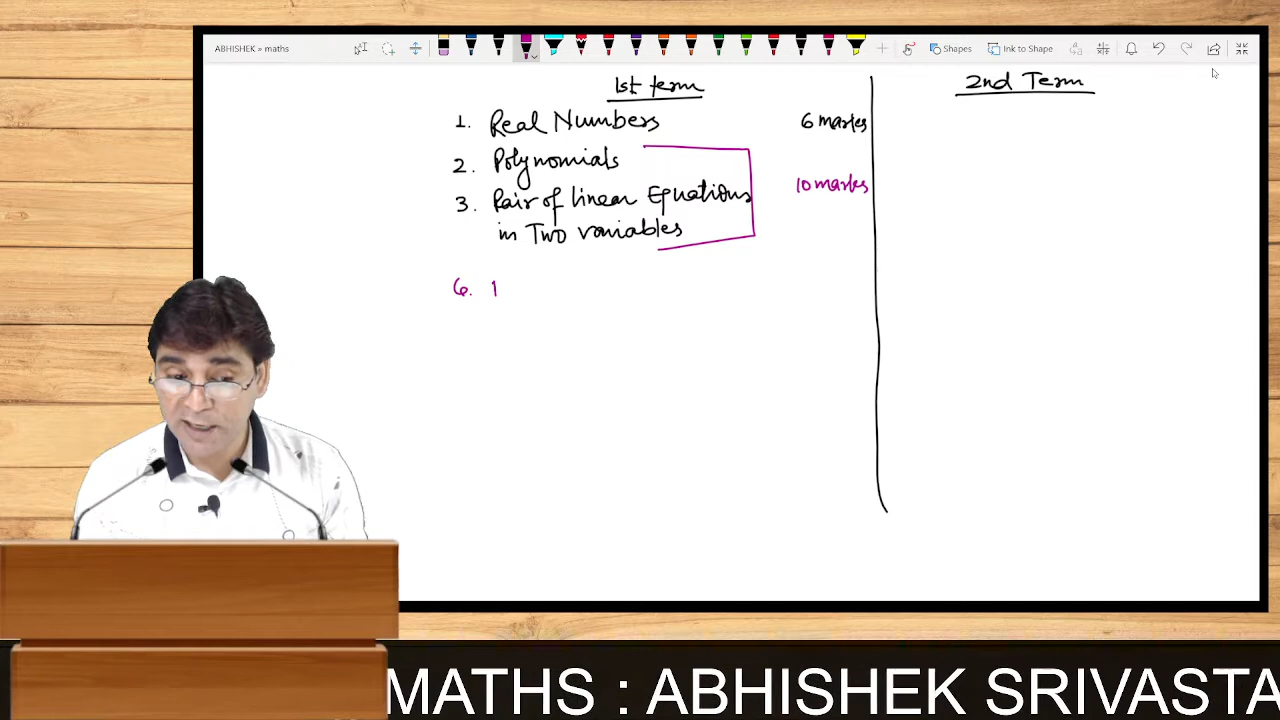 ABHISHEK » maths
Shapes
Ink to Shape
1st term
2nd Term
1. Real Numbers 6 marks
2. Polynomials
10 marks
3. Pair of linear Equations
in Two variables
6. 1
MATHS : ABHISHEK SRIVASTA